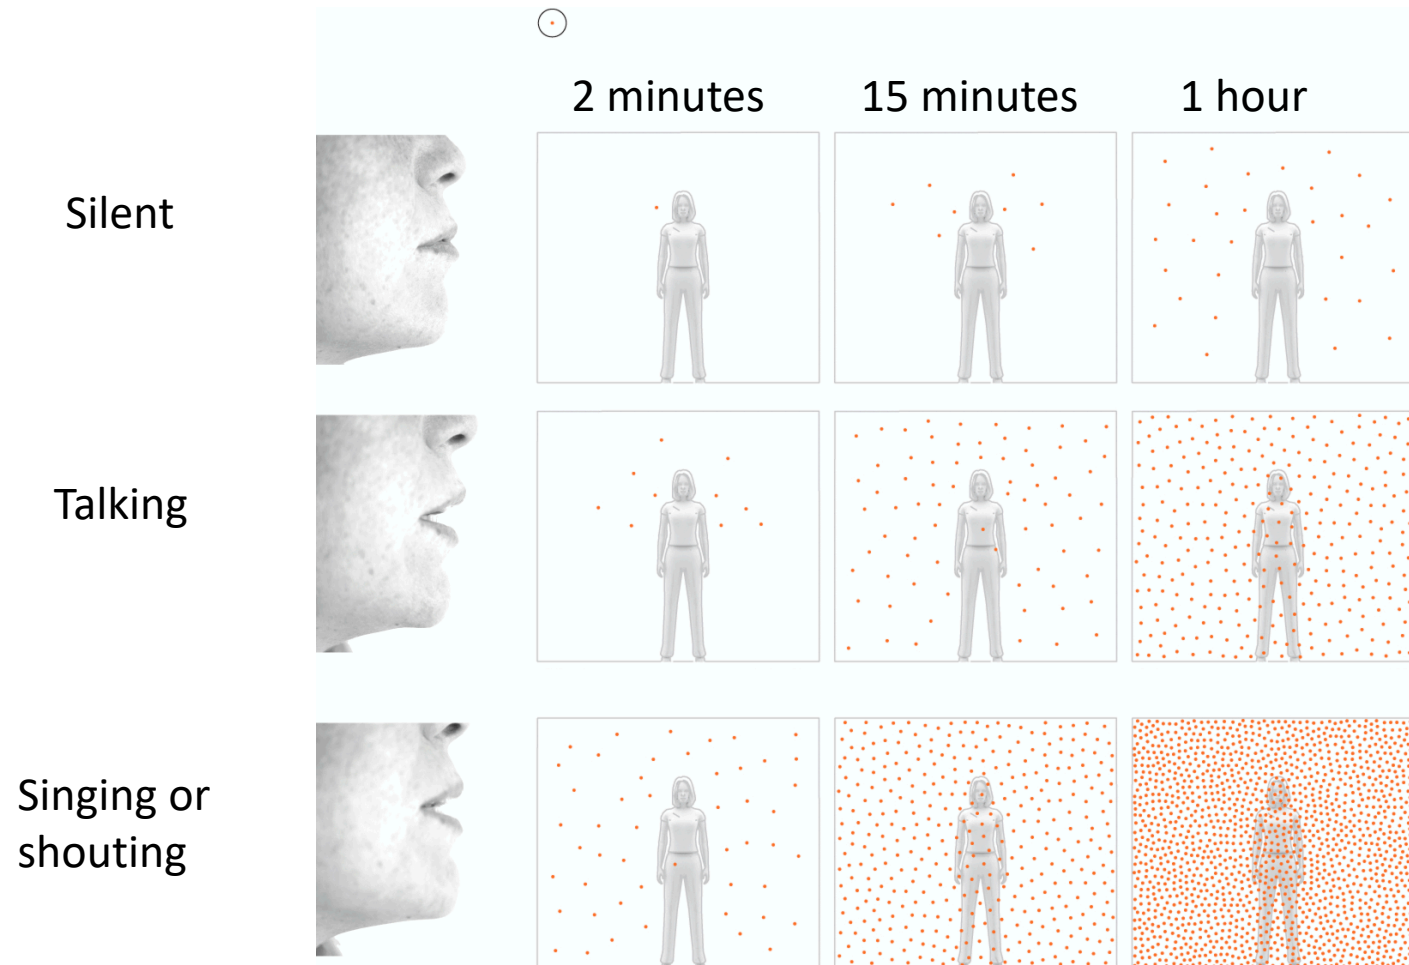 2 minutes
15 minutes
1 hour
Silent
Talking
Singing or
shouting